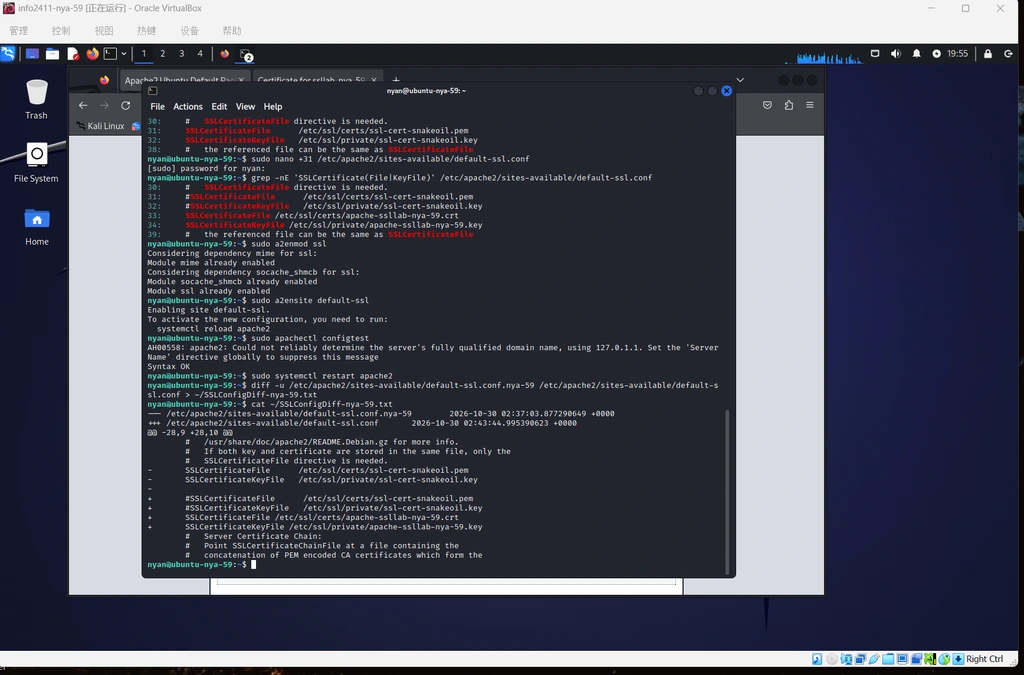 info2411-nya-59 [正在运行] - Oracle VirtualBox
管理 控制 视图 热键 设备 帮助
1 2 3 4 2 19:55
Apache2 Ubuntu Default Pag Certificate for ssllab-nya-59
Trash
File System
Home
Kali Linux
nyan@ubuntu-nya-59: ~
File Actions Edit View Help
30: # SSLCertificateFile directive is needed.
31: SSLCertificateFile /etc/ssl/certs/ssl-cert-snakeoil.pem
32: SSLCertificateKeyFile /etc/ssl/private/ssl-cert-snakeoil.key
38: # the referenced file can be the same as SSLCertificateFile
nyan@ubuntu-nya-59:~$ sudo nano +31 /etc/apache2/sites-available/default-ssl.conf
[sudo] password for nyan:
nyan@ubuntu-nya-59:~$ grep -nE 'SSLCertificate(File|KeyFile)' /etc/apache2/sites-available/default-ssl.conf
30: # SSLCertificateFile directive is needed.
31: #SSLCertificateFile /etc/ssl/certs/ssl-cert-snakeoil.pem
32: #SSLCertificateKeyFile /etc/ssl/private/ssl-cert-snakeoil.key
33: SSLCertificateFile /etc/ssl/certs/apache-ssllab-nya-59.crt
34: SSLCertificateKeyFile /etc/ssl/private/apache-ssllab-nya-59.key
39: # the referenced file can be the same as SSLCertificateFile
nyan@ubuntu-nya-59:~$ sudo a2enmod ssl
Considering dependency mime for ssl:
Module mime already enabled
Considering dependency socache_shmcb for ssl:
Module socache_shmcb already enabled
Module ssl already enabled
nyan@ubuntu-nya-59:~$ sudo a2ensite default-ssl
Enabling site default-ssl.
To activate the new configuration, you need to run:
systemctl reload apache2
nyan@ubuntu-nya-59:~$ sudo apachectl configtest
AH00558: apache2: Could not reliably determine the server's fully qualified domain name, using 127.0.1.1. Set the 'Server
Name' directive globally to suppress this message
Syntax OK
nyan@ubuntu-nya-59:~$ sudo systemctl restart apache2
nyan@ubuntu-nya-59:~$ diff -u /etc/apache2/sites-available/default-ssl.conf.nya-59 /etc/apache2/sites-available/default-s
sl.conf > ~/SSLConfigDiff-nya-59.txt
nyan@ubuntu-nya-59:~$ cat ~/SSLConfigDiff-nya-59.txt
--- /etc/apache2/sites-available/default-ssl.conf.nya-59 2026-10-30 02:37:03.877290649 +0000
+++ /etc/apache2/sites-available/default-ssl.conf 2026-10-30 02:43:44.995390623 +0000
@@ -28,9 +28,10 @@
# /usr/share/doc/apache2/README.Debian.gz for more info.
# If both key and certificate are stored in the same file, only the
# SSLCertificateFile directive is needed.
- SSLCertificateFile /etc/ssl/certs/ssl-cert-snakeoil.pem
- SSLCertificateKeyFile /etc/ssl/private/ssl-cert-snakeoil.key
-
+ #SSLCertificateFile /etc/ssl/certs/ssl-cert-snakeoil.pem
+ #SSLCertificateKeyFile /etc/ssl/private/ssl-cert-snakeoil.key
+ SSLCertificateFile /etc/ssl/certs/apache-ssllab-nya-59.crt
+ SSLCertificateKeyFile /etc/ssl/private/apache-ssllab-nya-59.key
# Server Certificate Chain:
# Point SSLCertificateChainFile at a file containing the
# concatenation of PEM encoded CA certificates which form the
nyan@ubuntu-nya-59:~$
Right Ctrl